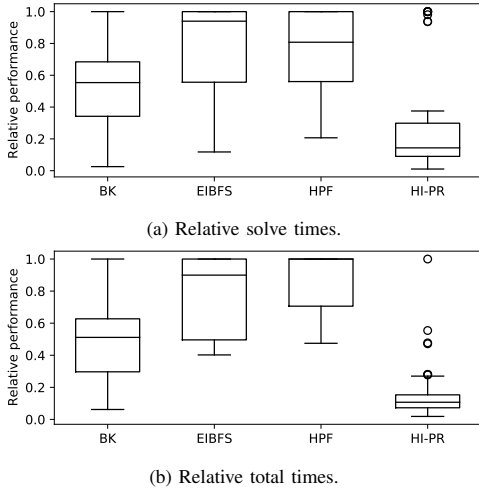 Relative performance
1.0
0.8
0.6
0.4
0.2
0.0
BK EIBFS HPF HI-PR
(a) Relative solve times.
Relative performance
1.0
0.8
0.6
0.4
0.2
0.0
BK EIBFS HPF HI-PR
(b) Relative total times.